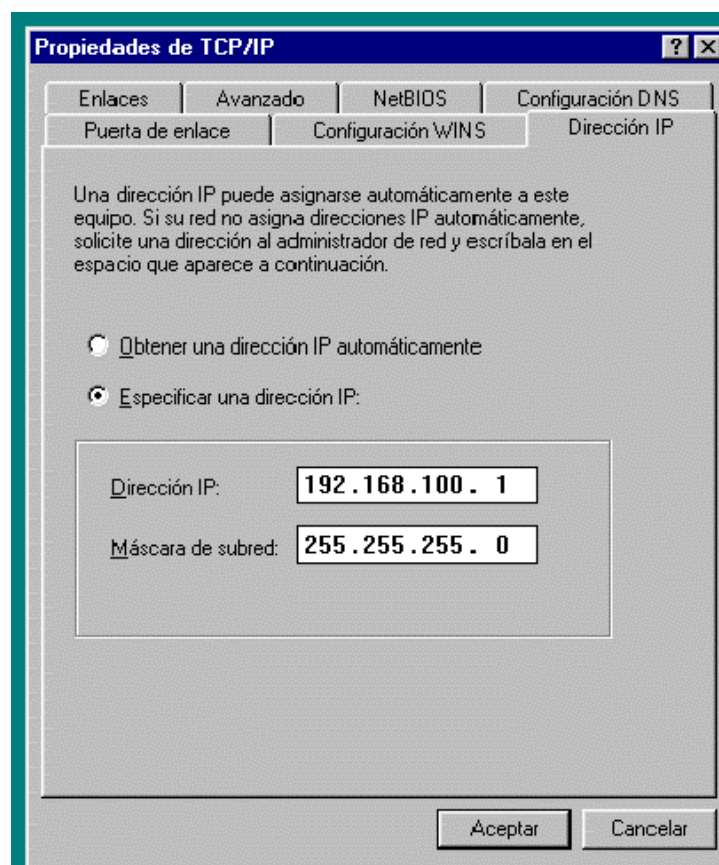 Propiedades de TCP/IP
Enlaces Avanzado NetBIOS Configuración DNS
Puerta de enlace Configuración WINS Dirección IP
Una dirección IP puede asignarse automáticamente a este
equipo. Si su red no asigna direcciones IP automáticamente,
solicite una dirección al administrador de red y escríbala en el
espacio que aparece a continuación.
Obtener una dirección IP automáticamente
Especificar una dirección IP:
Dirección IP: 192.168.100. 1
Máscara de subred: 255.255.255. 0
Aceptar Cancelar